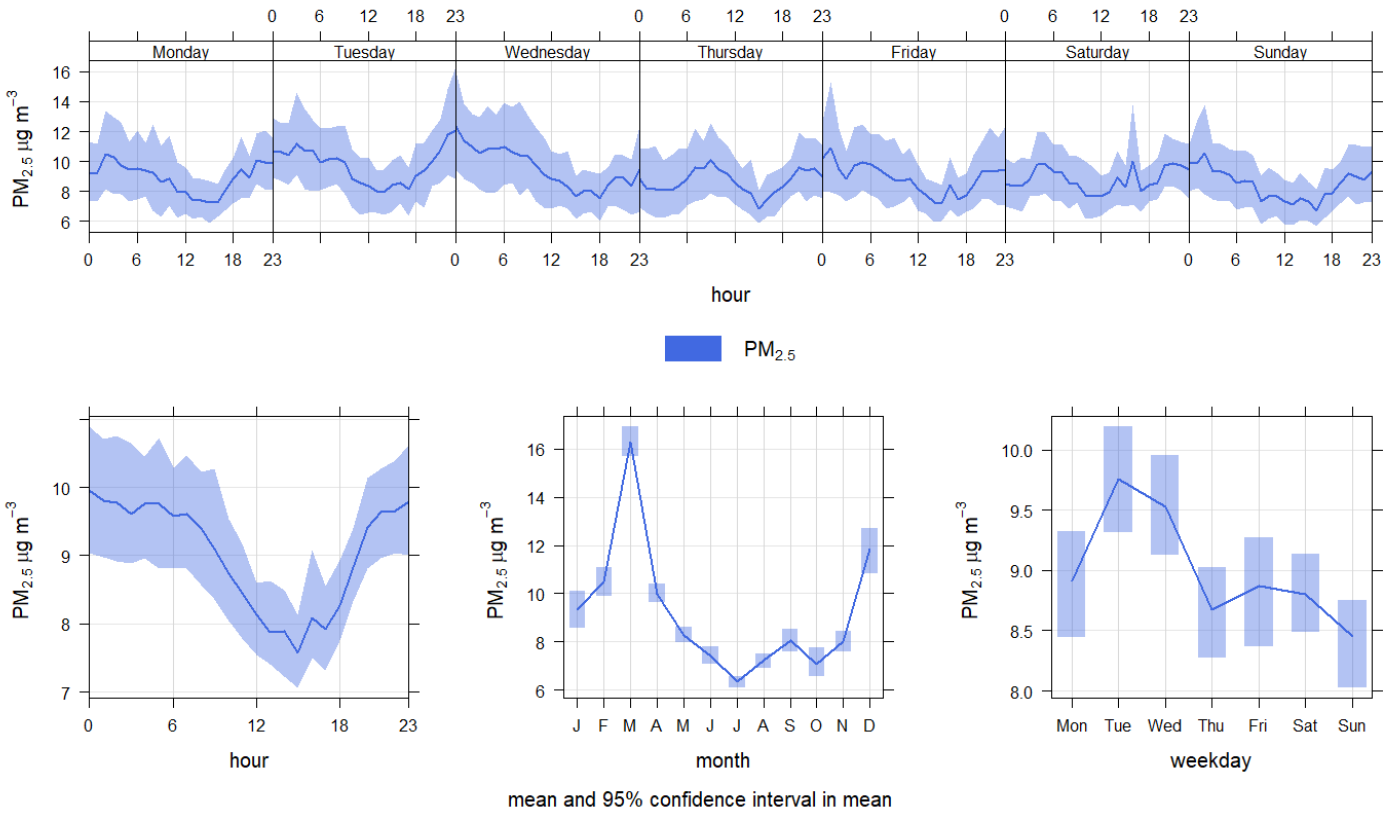 0 6 12 18 23 0 6 12 18 23 0 6 12 18 23
Monday Tuesday Wednesday Thursday Friday Saturday Sunday
PM2.5 μg m−3
16
14
12
10
8
6
0 6 12 18 23 0 6 12 18 23 0 6 12 18 23 0 6 12 18 23
hour
PM2.5
PM2.5 μg m−3
10
9
8
7
0 6 12 18 23
hour
PM2.5 μg m−3
16
14
12
10
8
6
J F M A M J J A S O N D
month
PM2.5 μg m−3
10.0
9.5
9.0
8.5
8.0
Mon Tue Wed Thu Fri Sat Sun
weekday
mean and 95% confidence interval in mean